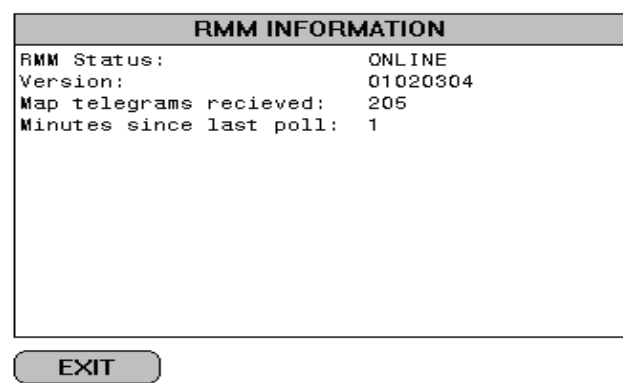 RMM INFORMATION
RMM Status: ONLINE
Version: 01020304
Map telegrams recieved: 205
Minutes since last poll: 1
EXIT